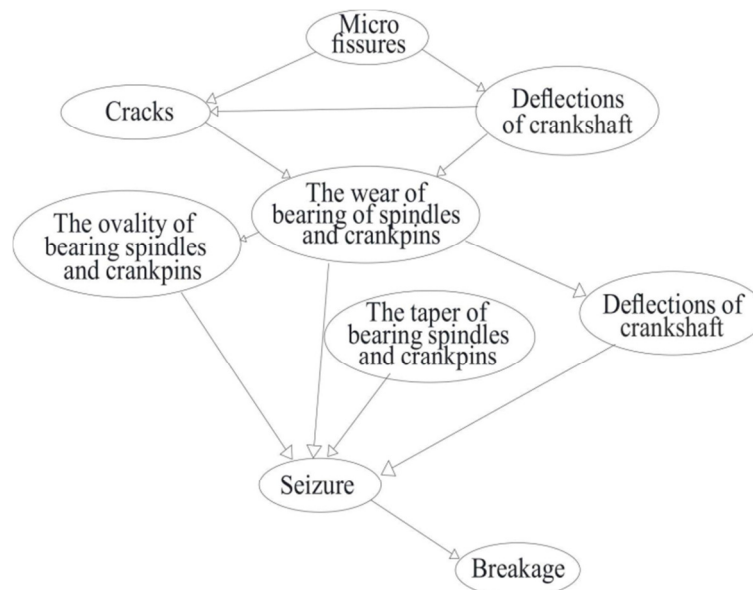 Micro
fissures
Cracks
Deflections
of crankshaft
The wear of
bearing of spindles
and crankpins
The ovality of
bearing spindles
and crankpins
The taper of
bearing spindles
and crankpins
Deflections of
crankshaft
Seizure
Breakage